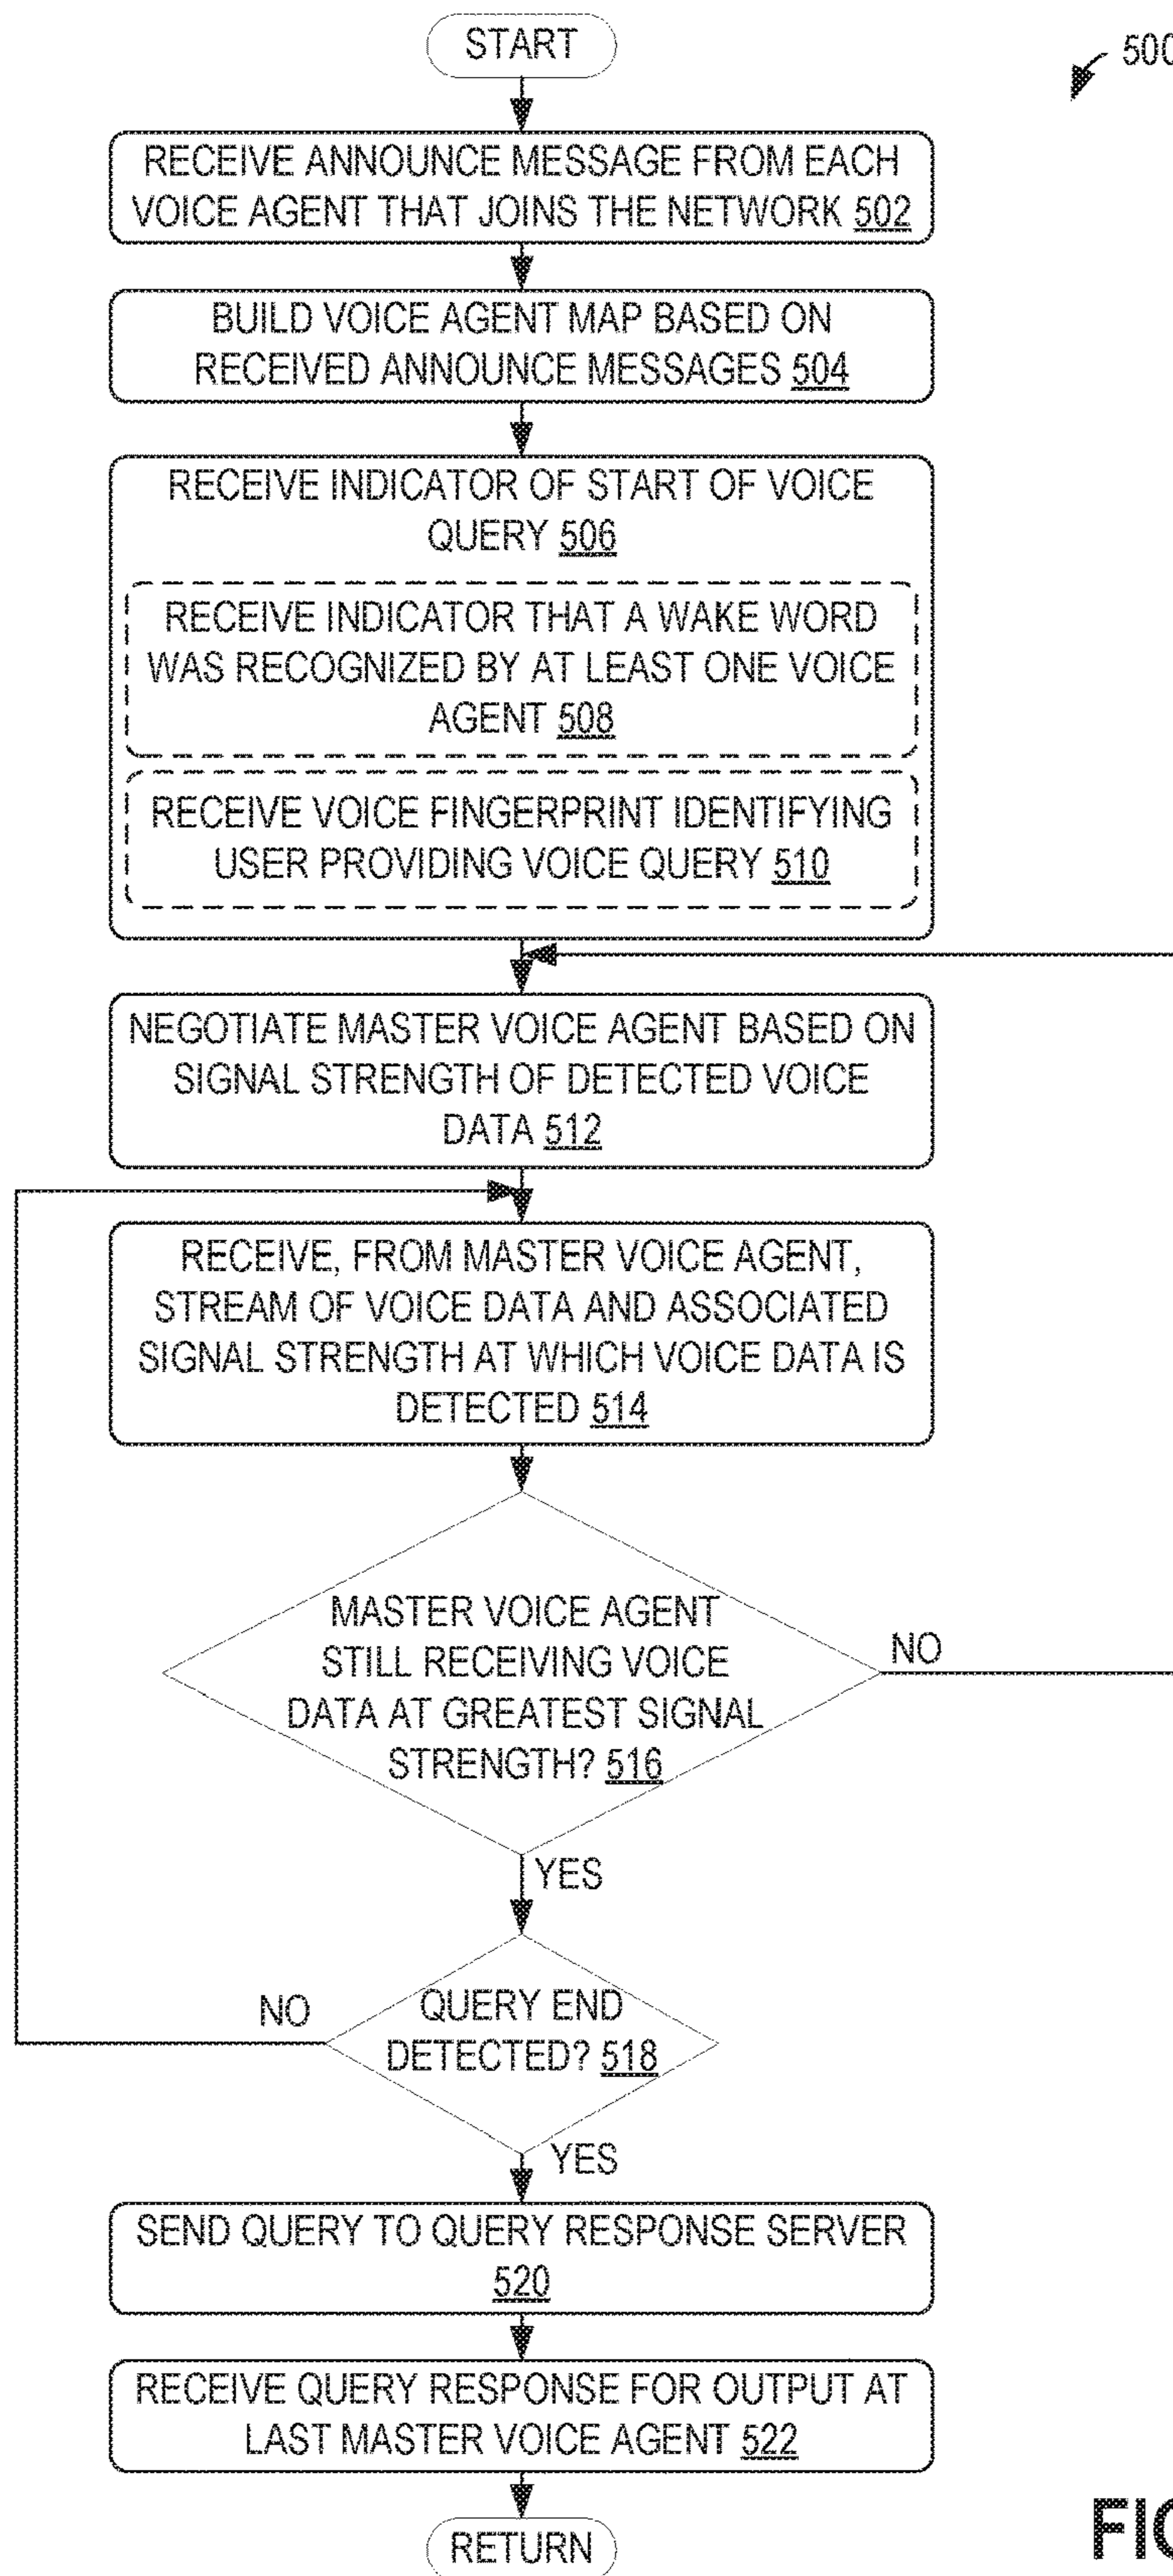 START
500
RECEIVE ANNOUNCE MESSAGE FROM EACH
VOICE AGENT THAT JOINS THE NETWORK 502
BUILD VOICE AGENT MAP BASED ON
RECEIVED ANNOUNCE MESSAGES 504
RECEIVE INDICATOR OF START OF VOICE
QUERY 506
RECEIVE INDICATOR THAT A WAKE WORD
WAS RECOGNIZED BY AT LEAST ONE VOICE
AGENT 508
RECEIVE VOICE FINGERPRINT IDENTIFYING
USER PROVIDING VOICE QUERY 510
NEGOTIATE MASTER VOICE AGENT BASED ON
SIGNAL STRENGTH OF DETECTED VOICE
DATA 512
RECEIVE, FROM MASTER VOICE AGENT,
STREAM OF VOICE DATA AND ASSOCIATED
SIGNAL STRENGTH AT WHICH VOICE DATA IS
DETECTED 514
MASTER VOICE AGENT
STILL RECEIVING VOICE
DATA AT GREATEST SIGNAL
STRENGTH? 516
NO
YES
NO
QUERY END
DETECTED? 518
YES
SEND QUERY TO QUERY RESPONSE SERVER
520
RECEIVE QUERY RESPONSE FOR OUTPUT AT
LAST MASTER VOICE AGENT 522
RETURN
FIG